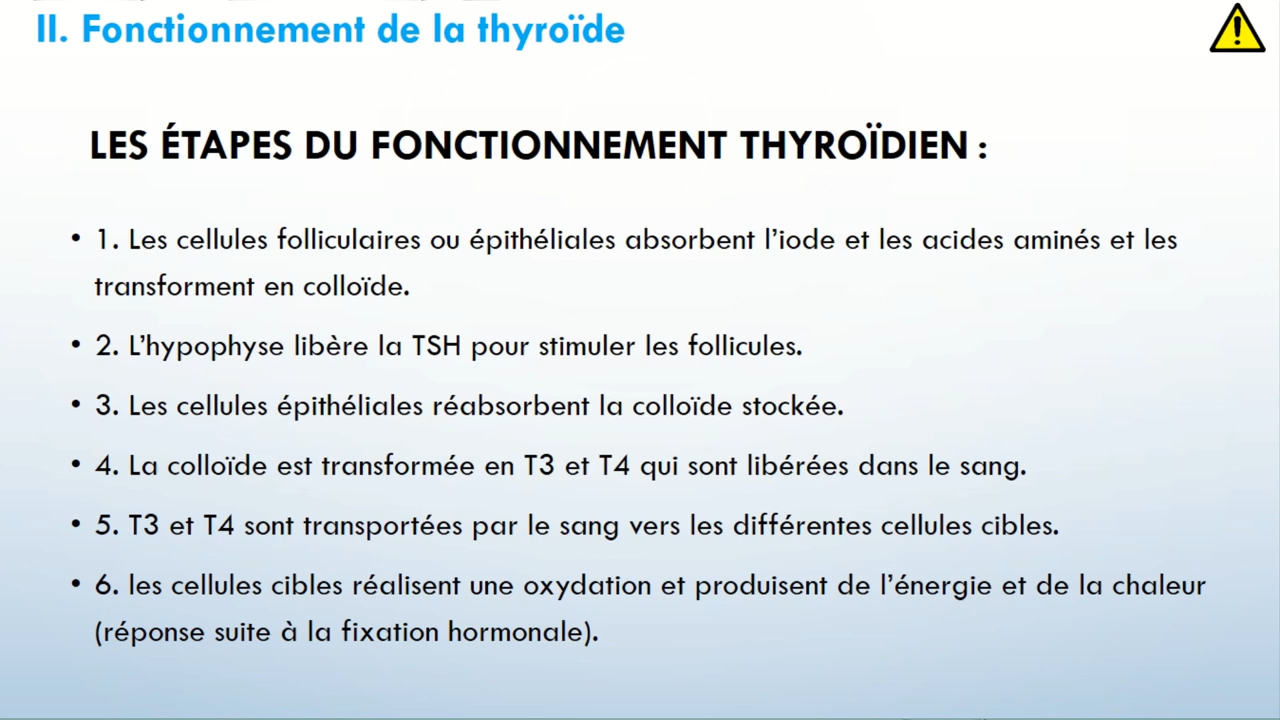 II. Fonctionnement de la thyroïde
LES ÉTAPES DU FONCTIONNEMENT THYROÏDIEN :
• 1. Les cellules folliculaires ou épithéliales absorbent l’iode et les acides aminés et les
transforment en colloïde.
• 2. L’hypophyse libère la TSH pour stimuler les follicules.
• 3. Les cellules épithéliales réabsorbent la colloïde stockée.
• 4. La colloïde est transformée en T3 et T4 qui sont libérées dans le sang.
• 5. T3 et T4 sont transportées par le sang vers les différentes cellules cibles.
• 6. les cellules cibles réalisent une oxydation et produisent de l’énergie et de la chaleur
(réponse suite à la fixation hormonale).